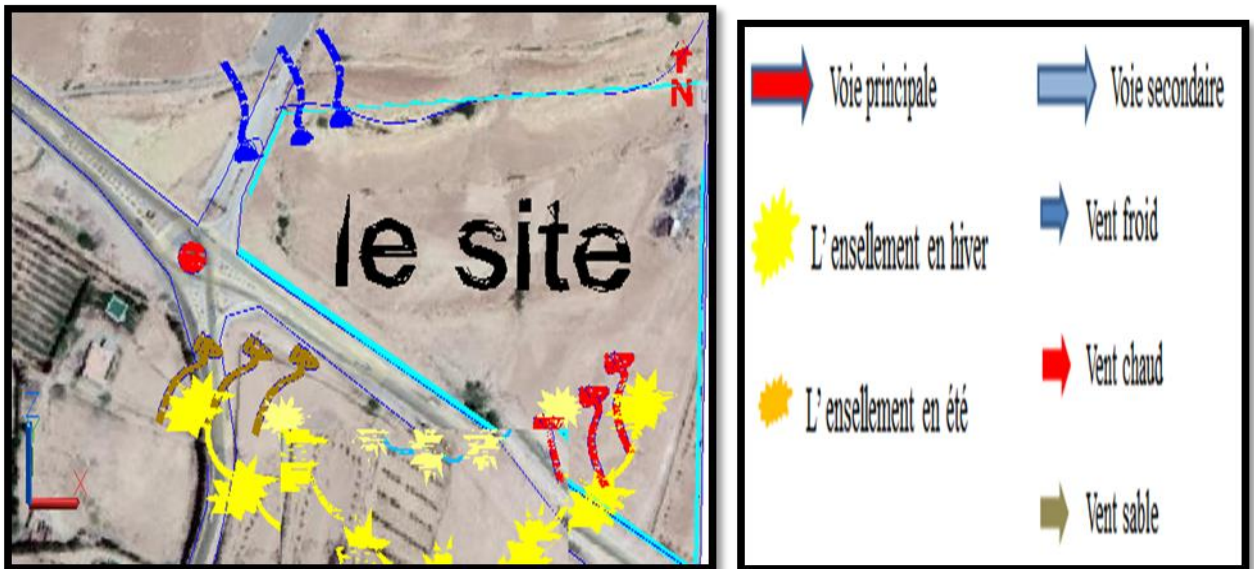 N
le site
X
Voie principale
Voie secondaire
L' ensellement en hiver
Vent froid
L' ensellement en été
Vent chaud
Vent sable